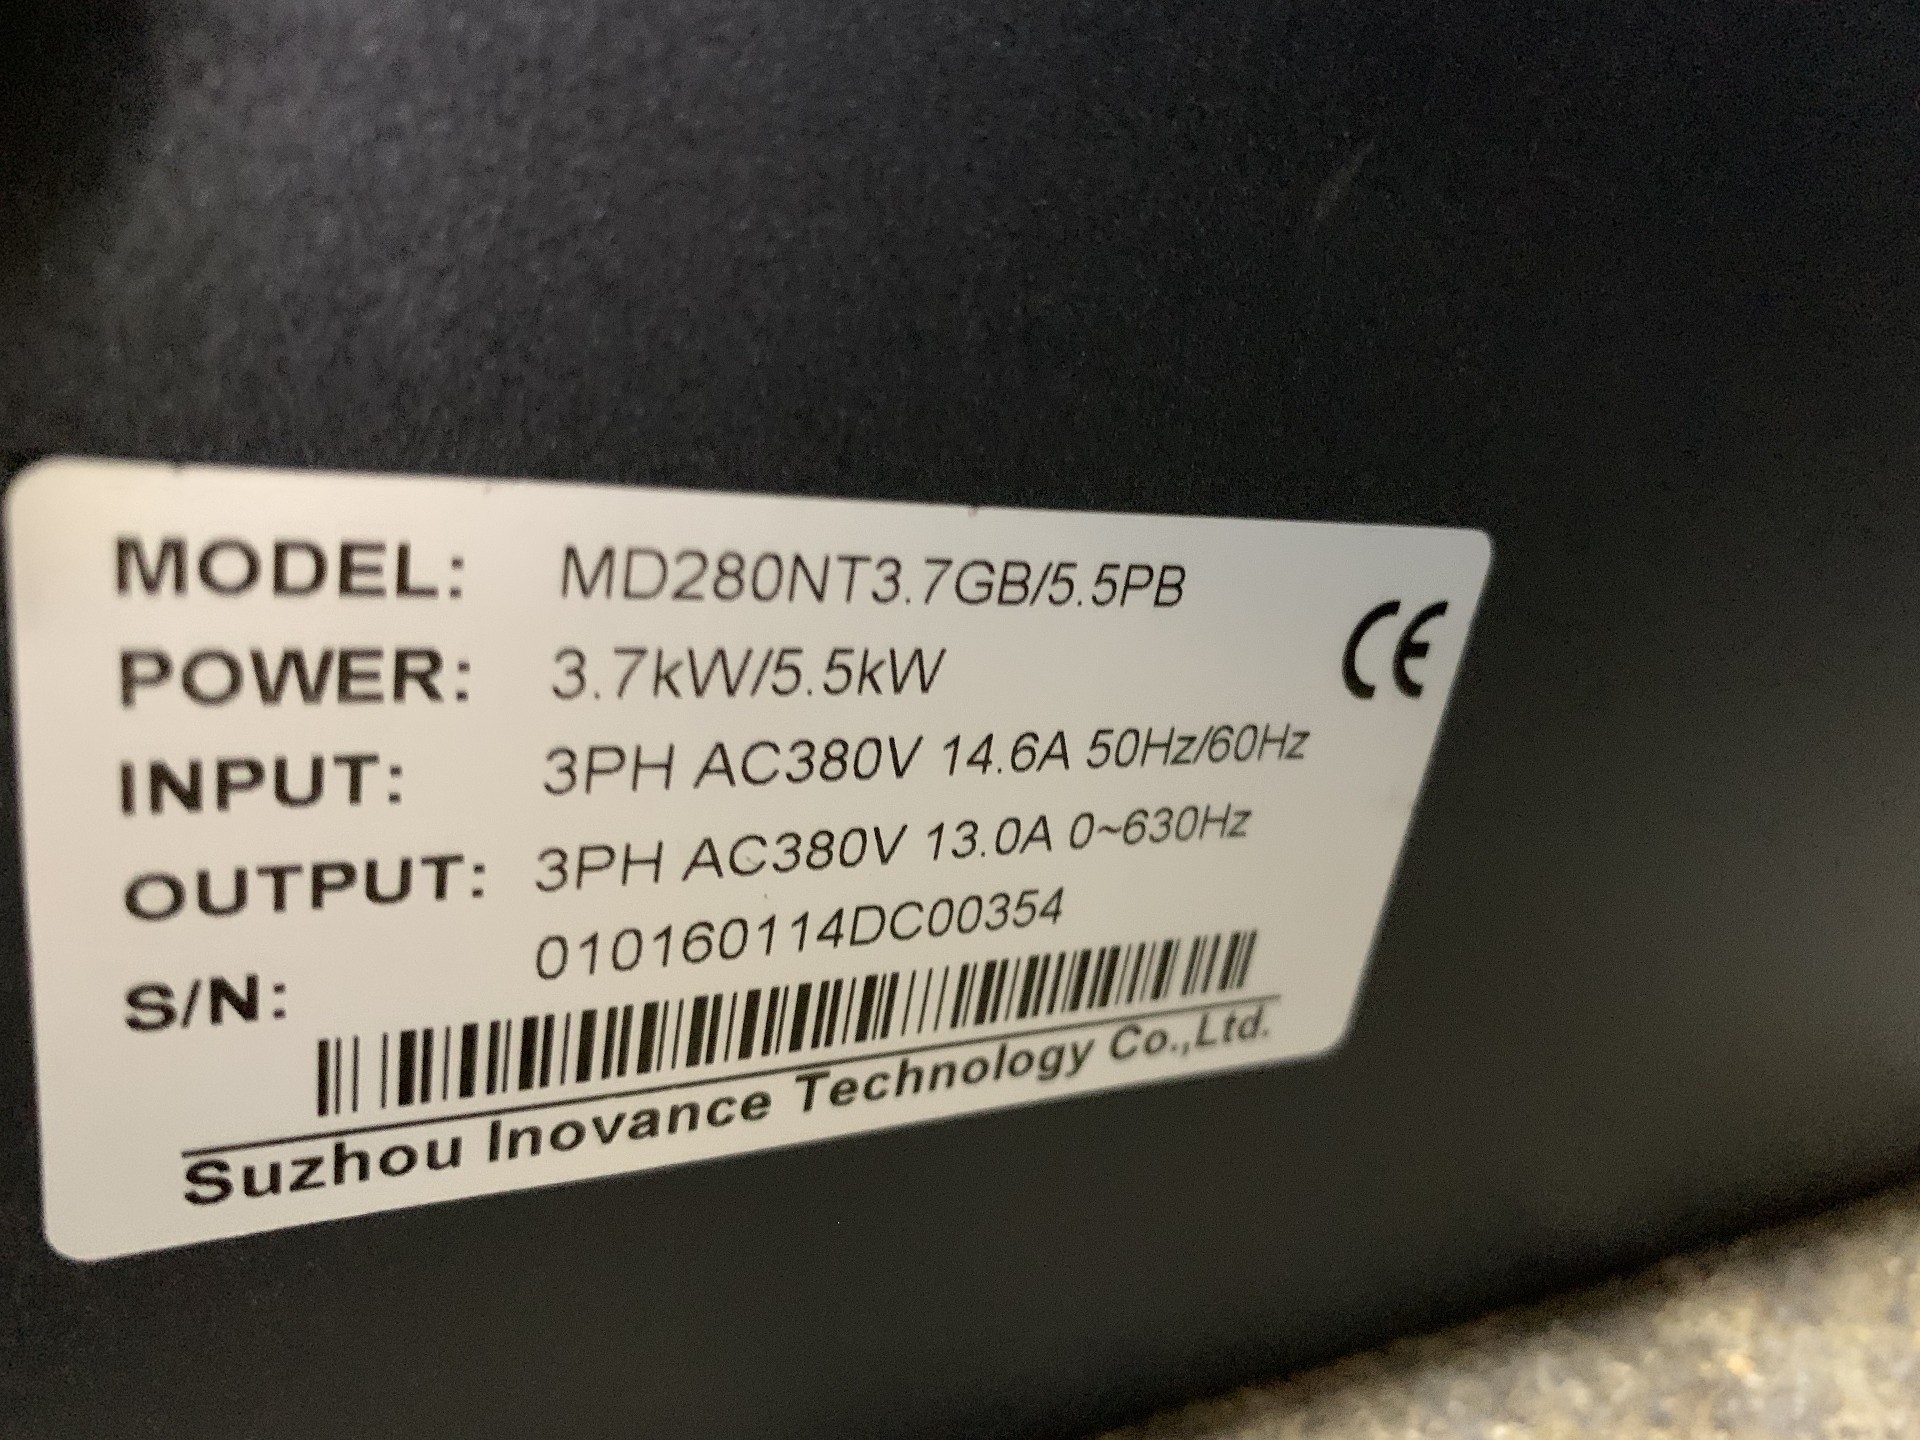 MODEL: MD280NT3.7GB/5.5PB
POWER: 3.7kW/5.5kW
INPUT: 3PH AC380V 14.6A 50Hz/60Hz
OUTPUT: 3PH AC380V 13.0A 0~630Hz
S/N: 010160114DC00354
CE
Suzhou Inovance Technology Co.,Ltd.